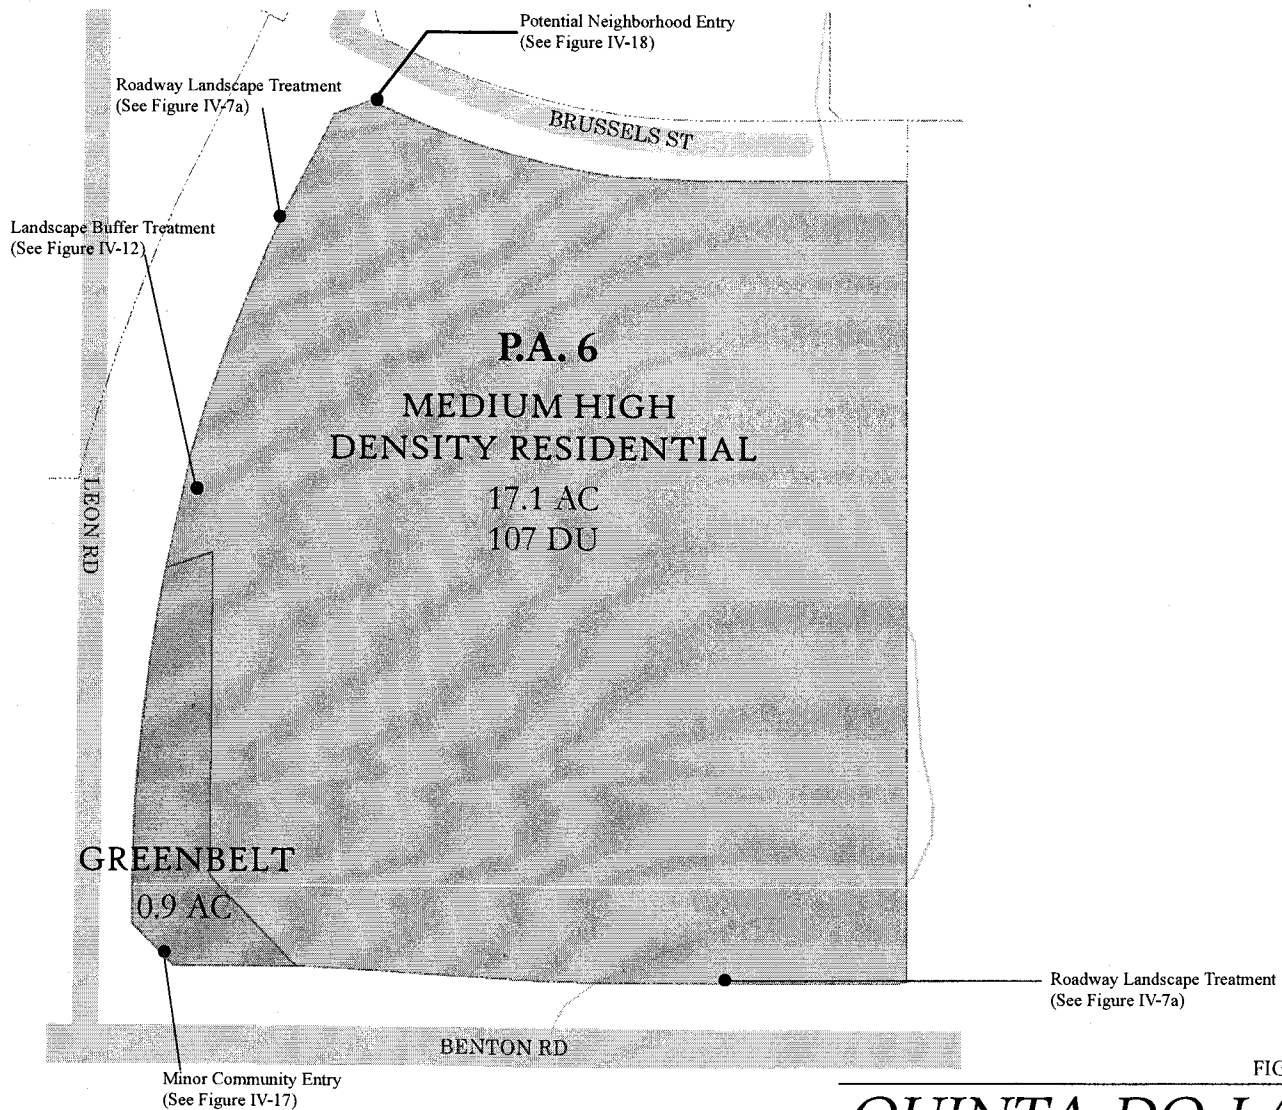 Potential Neighborhood Entry
(See Figure IV-18)
Roadway Landscape Treatment
(See Figure IV-7a)
BRUSSELS ST
Landscape Buffer Treatment
(See Figure IV-12)
P.A. 6
MEDIUM HIGH
DENSITY RESIDENTIAL
17.1 AC
107 DU
LEON RD
GREENBELT
0.9 AC
Roadway Landscape Treatment
(See Figure IV-7a)
BENTON RD
Minor Community Entry
(See Figure IV-17)
FIG